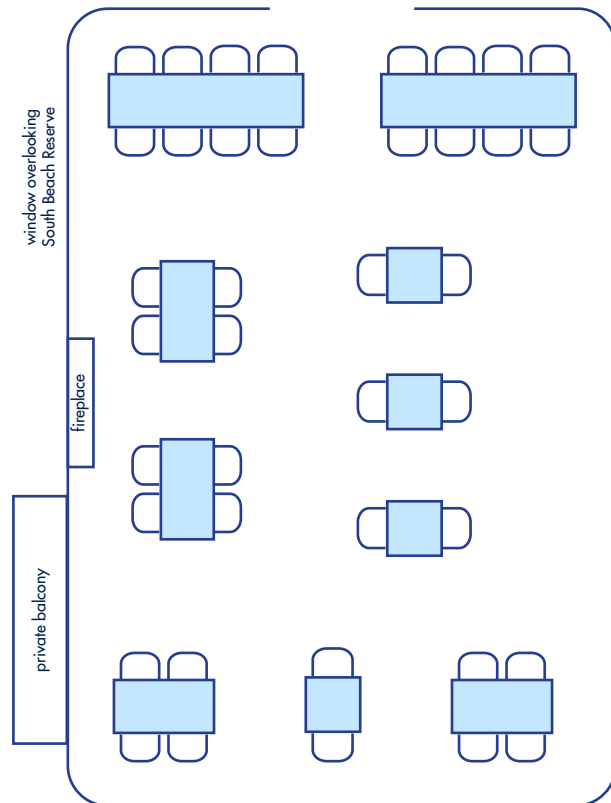 window overlooking
South Beach Reserve
fireplace
private balcony